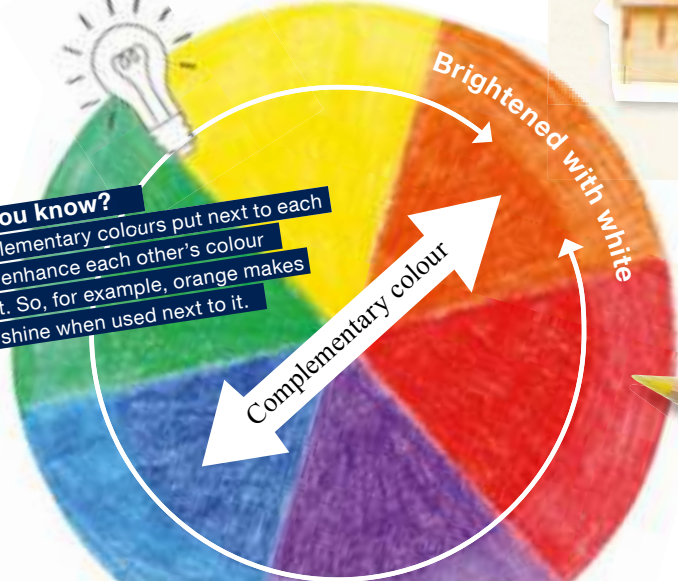 Brightened with white
ou know?
lementary colours put next to each
enhance each other's colour
t. So, for example, orange makes
shine when used next to it.
Complementary colour